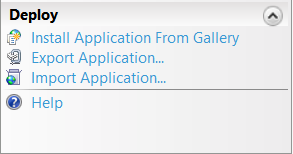 Deploy
Install Application From Gallery
Export Application...
Import Application...
Help